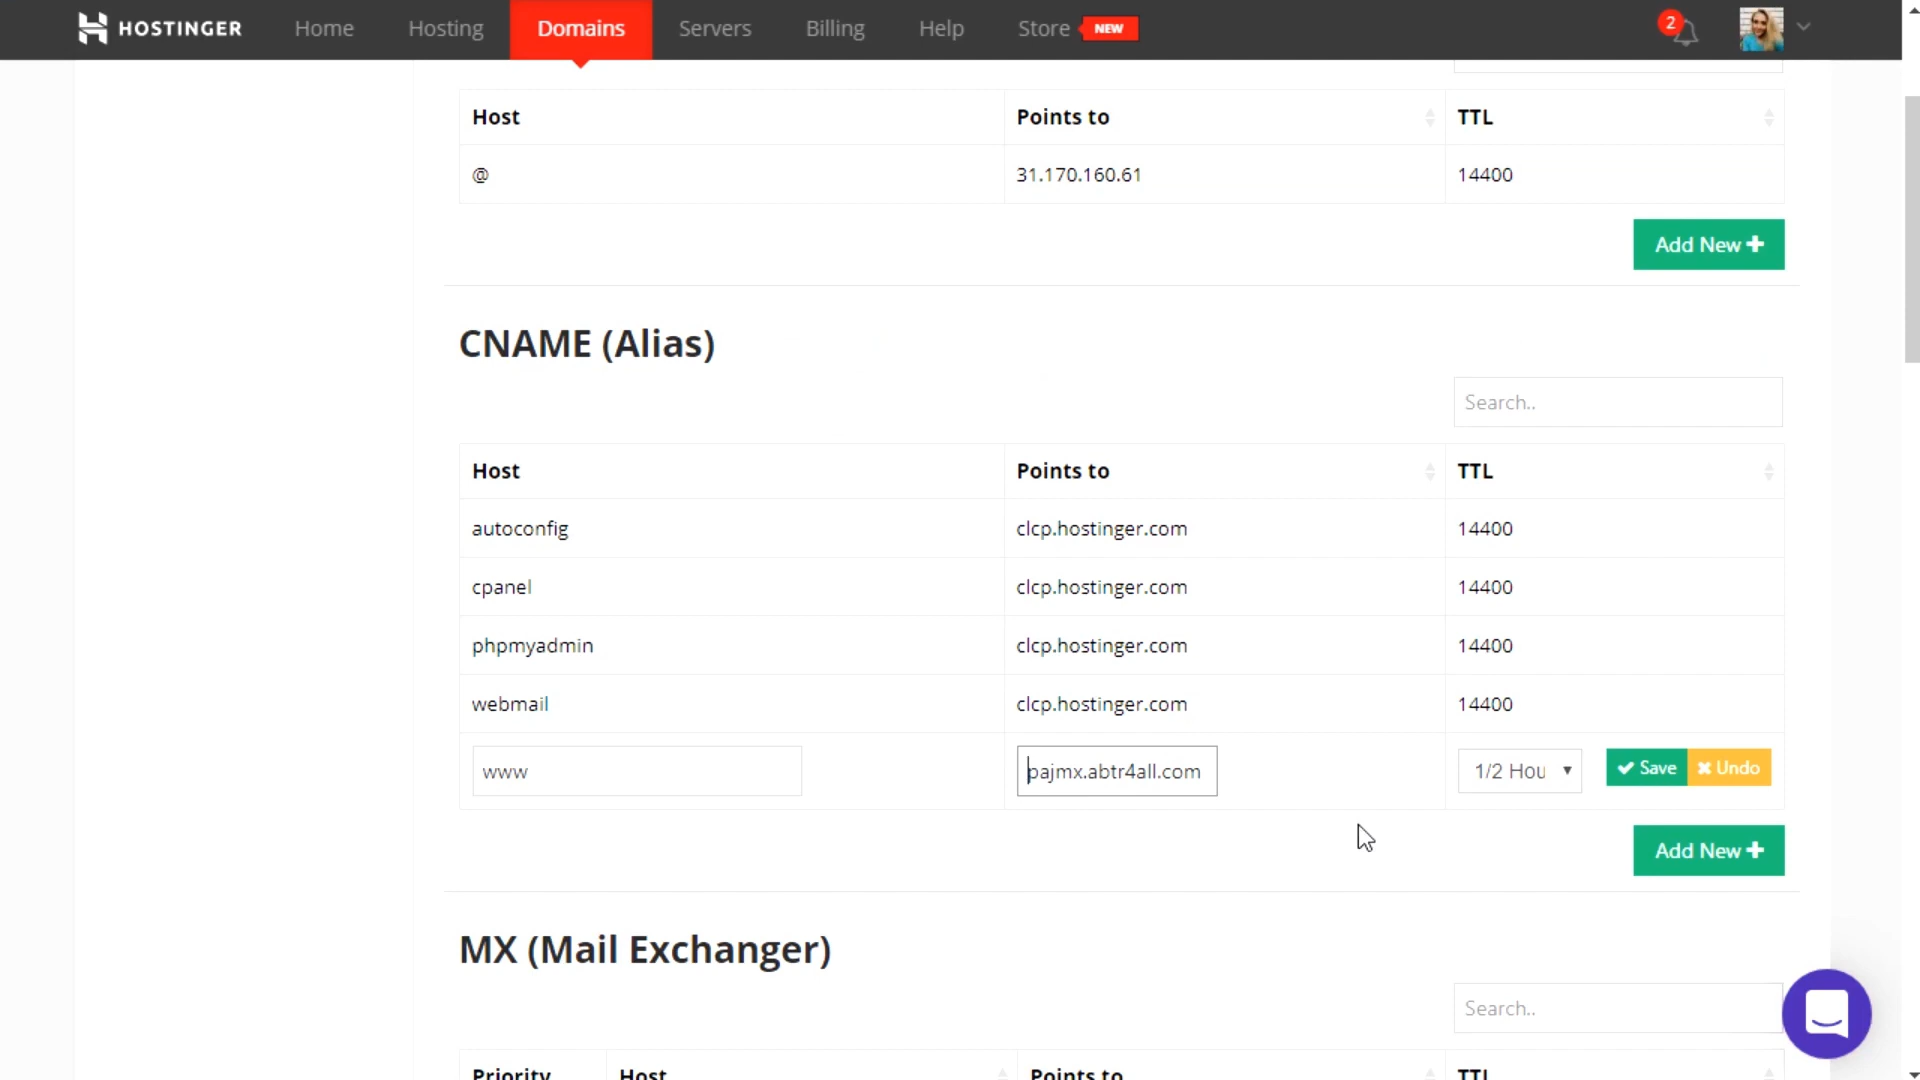 HOSTINGER Home Hosting Domains Servers Billing Help Store NEW 2
Host Points to TTL
@ 31.170.160.61 14400
Add New
CNAME (Alias)
Search..
Host Points to TTL
autoconfig clcp.hostinger.com 14400
cpanel clcp.hostinger.com 14400
phpmyadmin clcp.hostinger.com 14400
webmail clcp.hostinger.com 14400
www pajmx.abtr4all.com 1/2 Hou Save Undo
Add New
MX (Mail Exchanger)
Search..
Priority Host Points to TTL